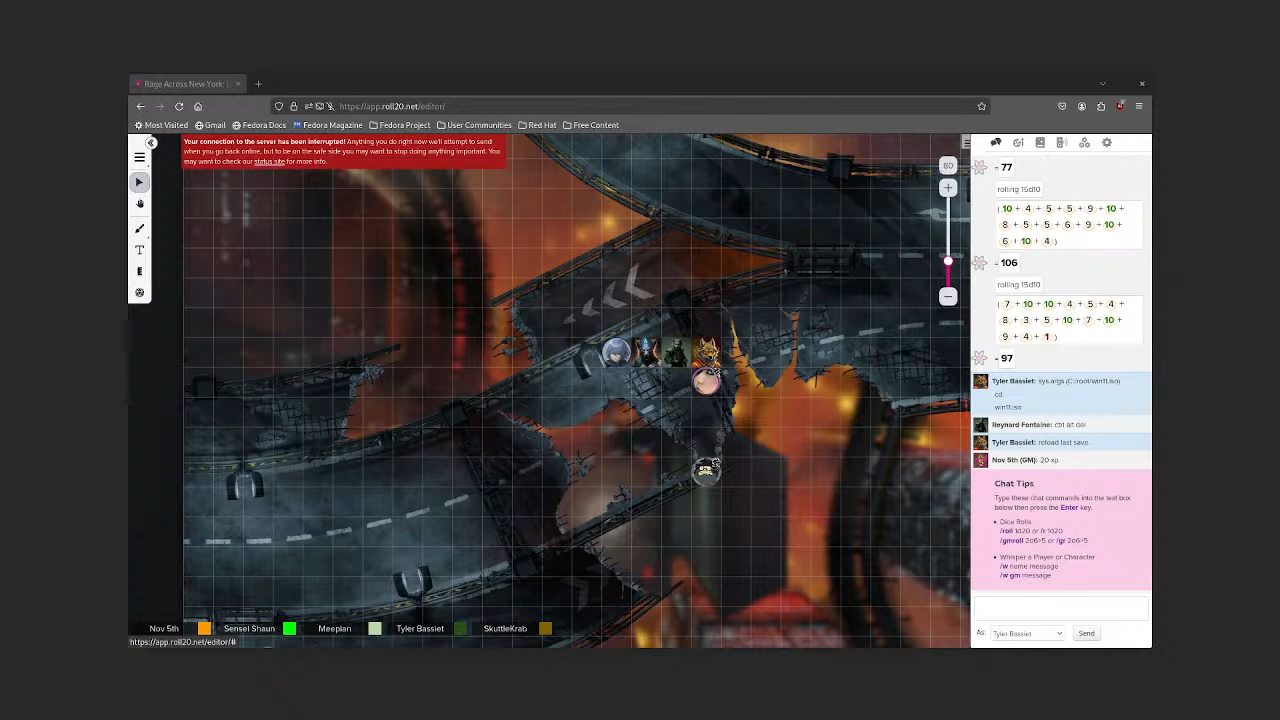 Rage Across New York:
https://app.roll20.net/editor/
Most Visited Gmail Fedora Docs Fedora Magazine Fedora Project User Communities Red Hat Free Content
Your connection to the server has been interrupted! Anything you do right now we'll attempt to send
when you go back online, but to be on the safe side you may want to stop doing anything important. You
may want to check our status site for more info.
80
- 77
rolling 15d10
( 10 + 4 + 5 + 5 + 9 + 10 +
8 + 5 + 5 + 6 + 9 + 10 +
6 + 10 + 4 )
- 106
rolling 15d10
( 7 + 10 + 10 + 4 + 5 + 4 +
8 + 3 + 5 + 10 + 7 + 10 +
9 + 4 + 1 )
- 97
Tyler Bassiet: sys.args (C:/root/win11.iso)
cd
win11.iso
Reynard Fontaine: ctrl alt del
Tyler Bassiet: reload last save.
Nov 5th (GM): 20 xp
Chat Tips
Type these chat commands into the text box
below then press the Enter key.
• Dice Rolls
/roll 1d20 or /r 1d20
/gmroll 2d6>5 or /gr 2d6>5
• Whisper a Player or Character
/w name message
/w gm message
As: Tyler Bassiet Send
Nov 5th Sensei Shaun Meepian Tyler Bassiet SkuttleKrab
https://app.roll20.net/editor/#